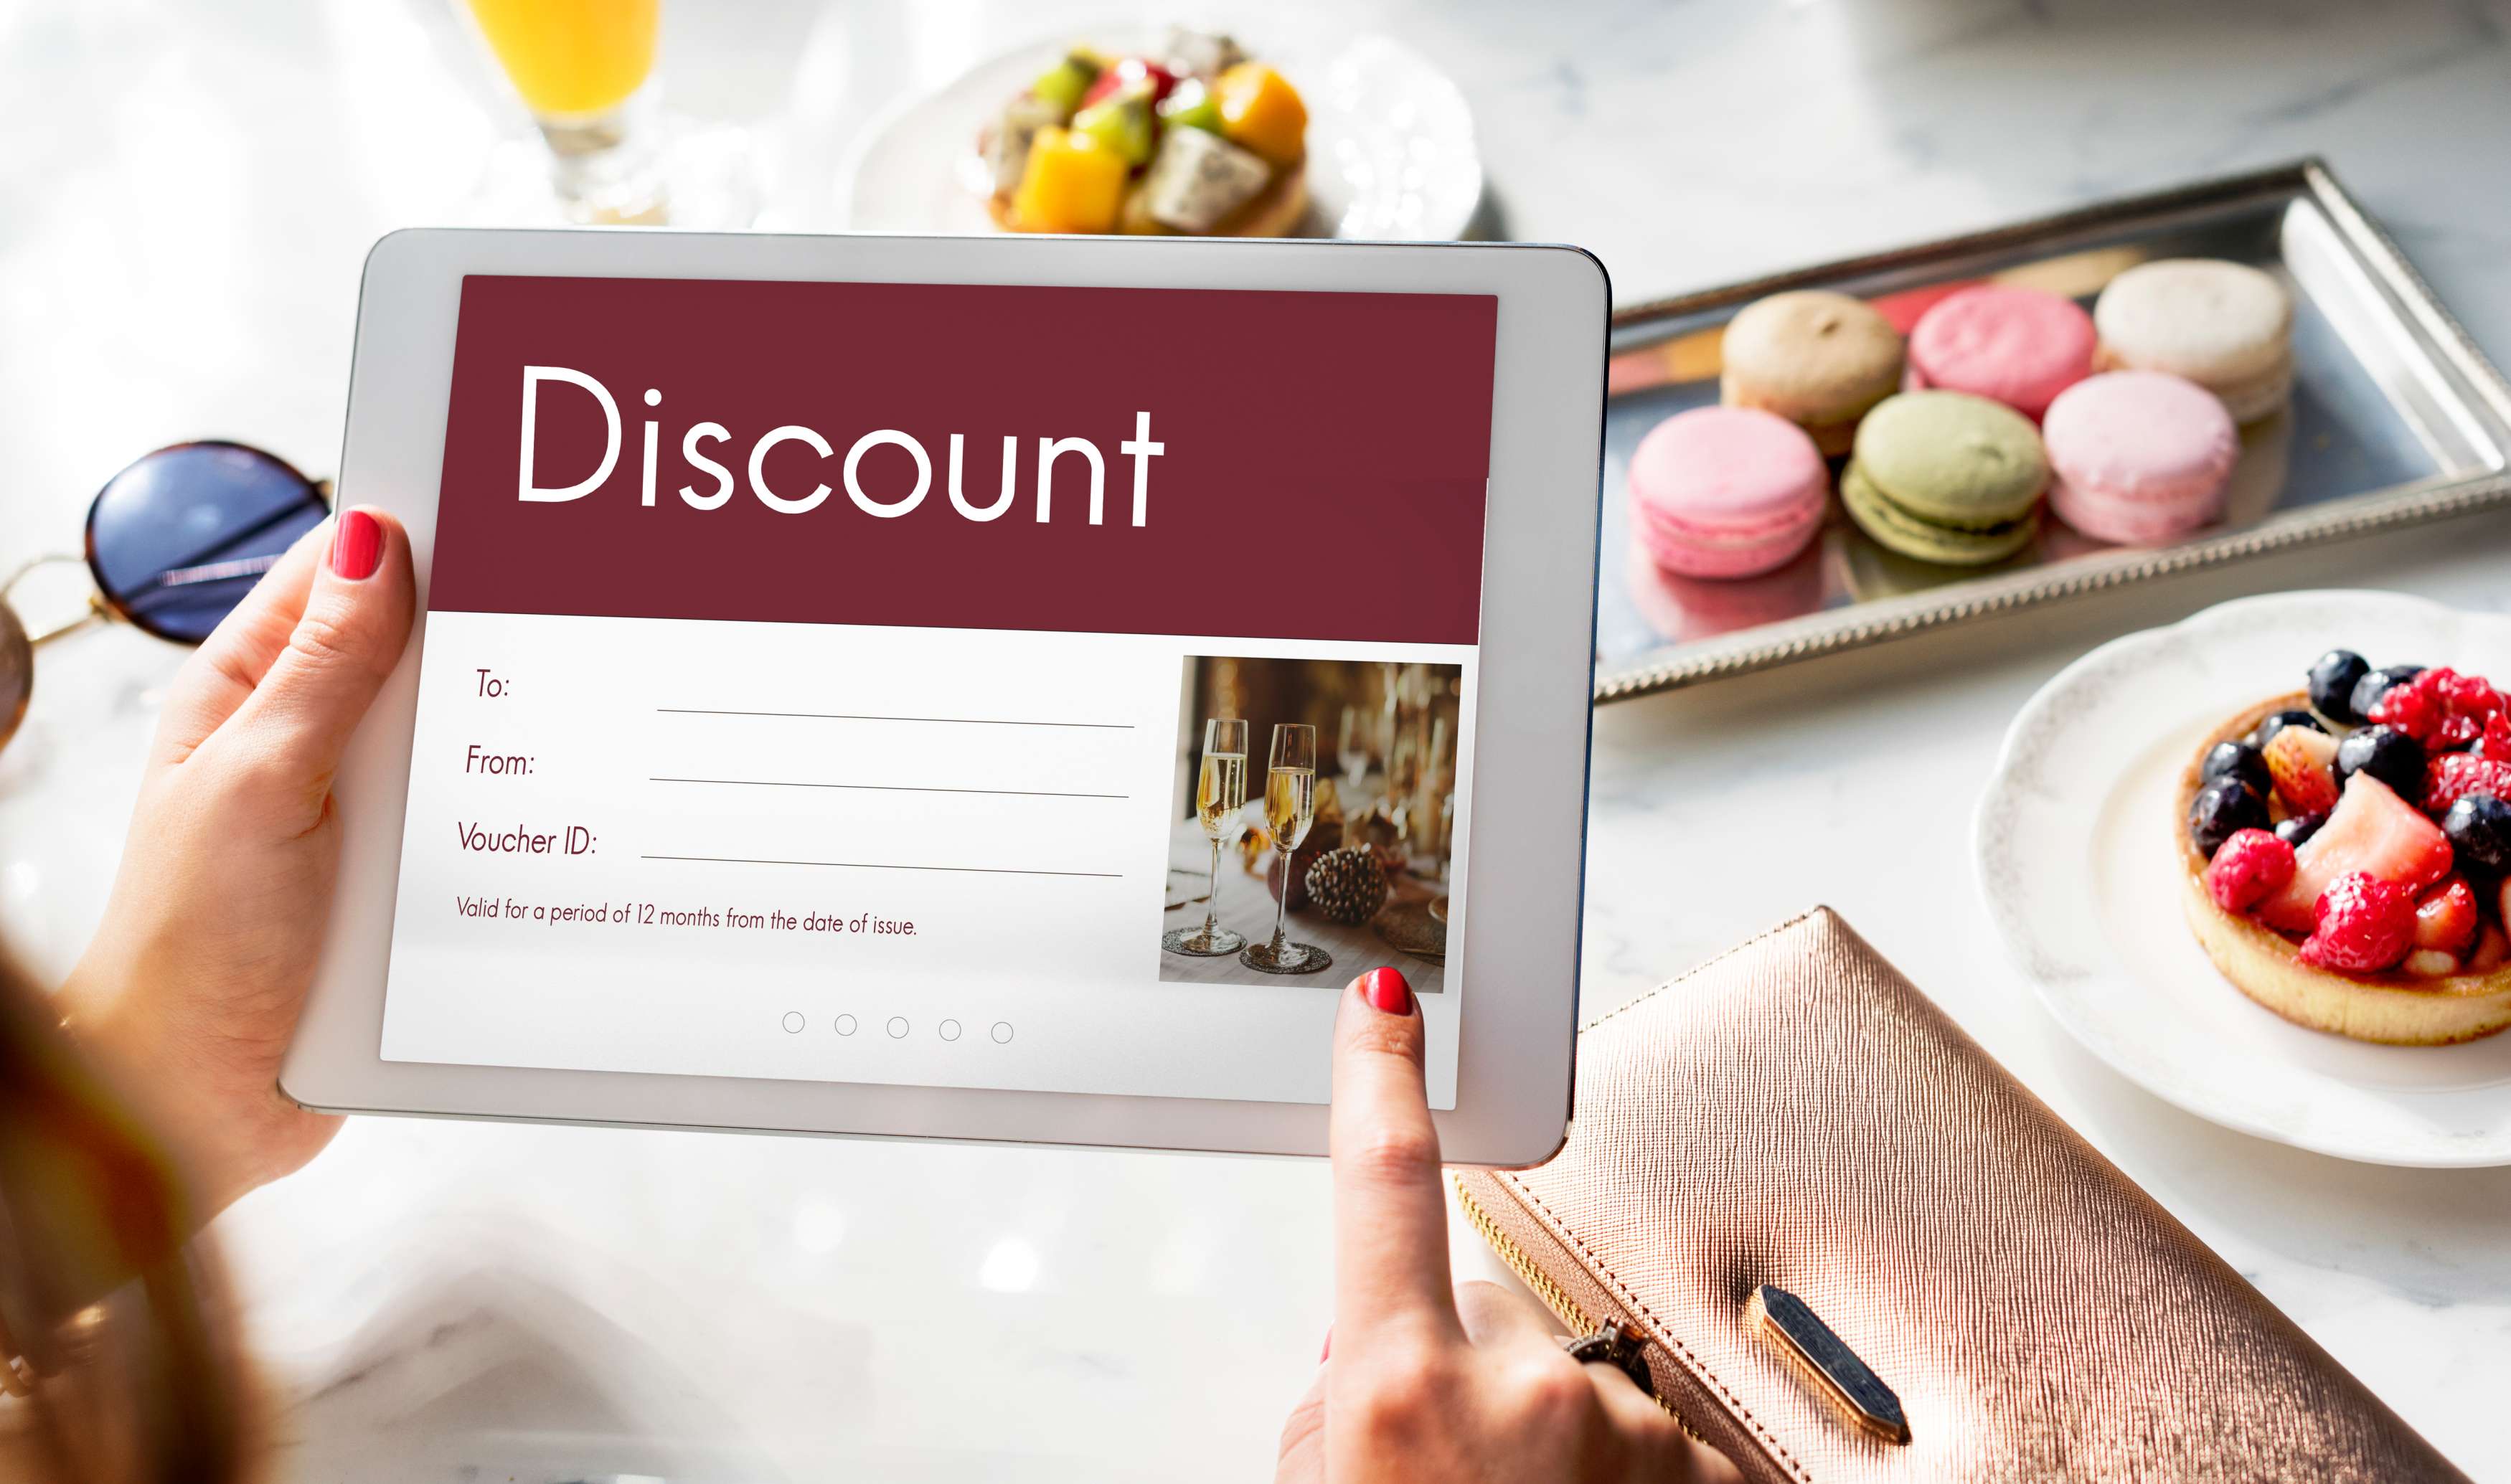 Discount
To:
From:
Voucher ID:
Valid for a period of 12 months from the date of issue.